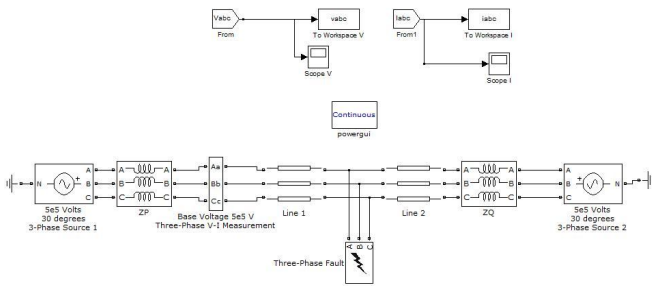 Vabc
From
vabc
To Workspace V
Scope V
Iabc
From1
iabc
To Workspace I
Scope I
Continuous
powergui
N
+
A
B
C
5e5 Volts
30 degrees
3-Phase Source 1
A
B
C
A
B
C
ZP
Aa
Bb
Cc
Base Voltage 5e5 V
Three-Phase V-I Measurement
Line 1
Line 2
A
B
C
Three-Phase Fault
A
B
C
A
B
C
ZQ
A
B
C
+
N
5e5 Volts
30 degrees
3-Phase Source 2